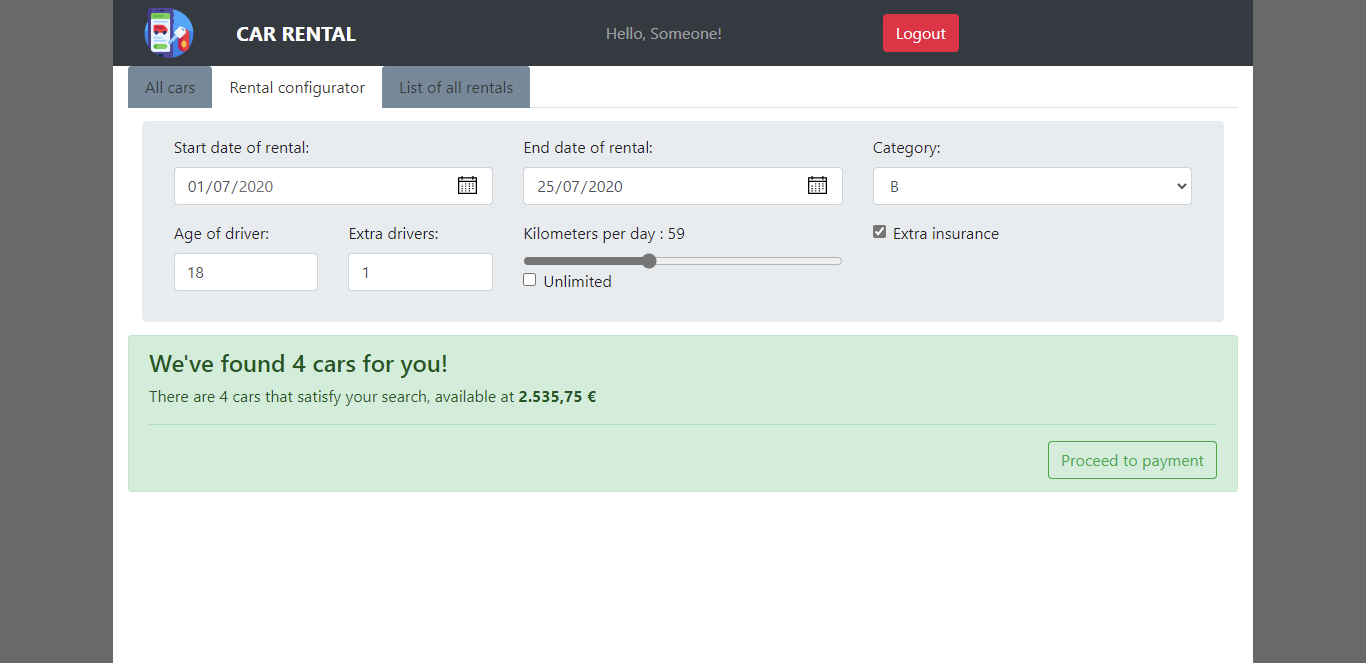 CAR RENTAL
Hello, Someone!
Logout
All cars
Rental configurator
List of all rentals
Start date of rental:
End date of rental:
Category:
01/07/2020
25/07/2020
B
Age of driver:
Extra drivers:
Kilometers per day : 59
Extra insurance
18
1
Unlimited
We've found 4 cars for you!
There are 4 cars that satisfy your search, available at 2.535,75 €
Proceed to payment